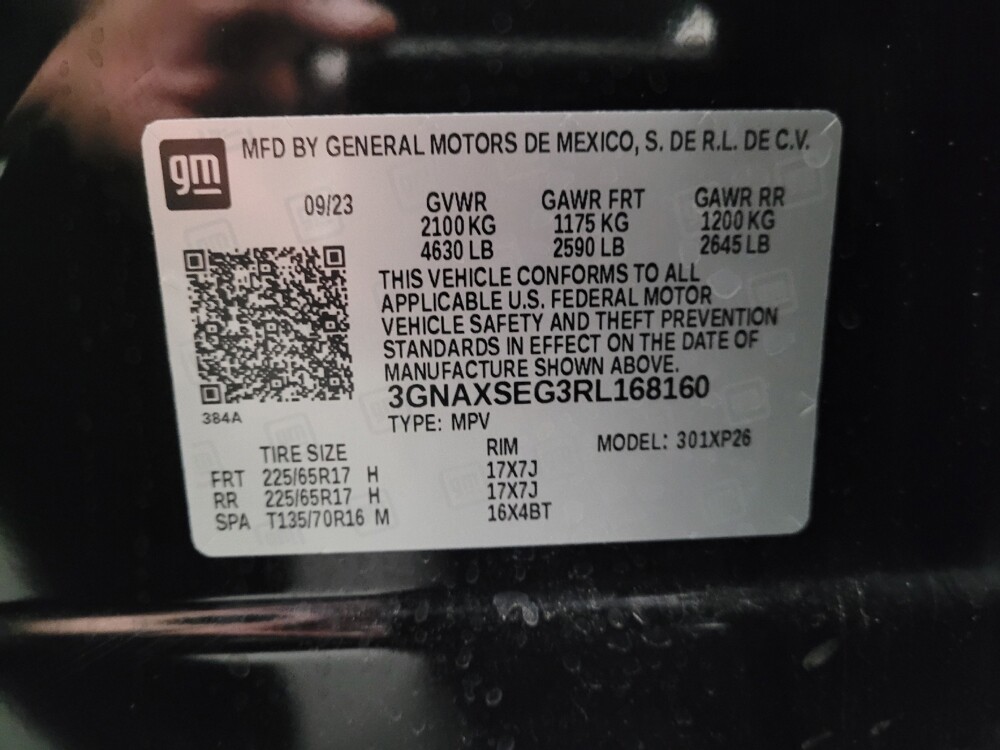 gm MFD BY GENERAL MOTORS DE MEXICO, S. DE R.L. DE C.V.
09/23 GVWR GAWR FRT GAWR RR
2100 KG 1175 KG 1200 KG
4630 LB 2590 LB 2645 LB
THIS VEHICLE CONFORMS TO ALL
APPLICABLE U.S. FEDERAL MOTOR
VEHICLE SAFETY AND THEFT PREVENTION
STANDARDS IN EFFECT ON THE DATE OF
MANUFACTURE SHOWN ABOVE.
3GNAXSEG3RL168160
384A
TYPE: MPV
TIRE SIZE RIM MODEL: 301XP26
FRT 225/65R17 H 17X7J
RR 225/65R17 H 17X7J
SPA T135/70R16 M 16X4BT